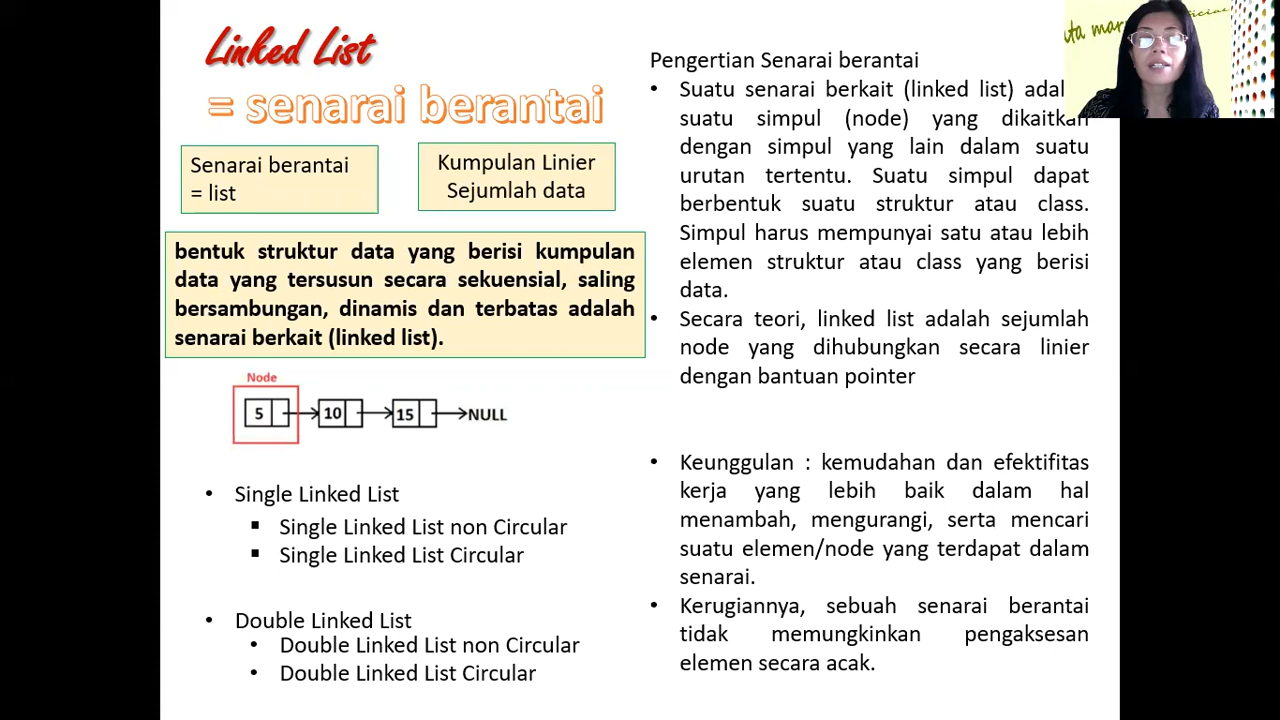 Linked List
= senarai berantai
Senarai berantai
= list
Kumpulan Linier
Sejumlah data
bentuk struktur data yang berisi kumpulan
data yang tersusun secara sekuensial, saling
bersambungan, dinamis dan terbatas adalah
senarai berkait (linked list).
Node
5 10 15 NULL
• Single Linked List
▪ Single Linked List non Circular
▪ Single Linked List Circular
• Double Linked List
• Double Linked List non Circular
• Double Linked List Circular
Pengertian Senarai berantai
• Suatu senarai berkait (linked list)
suatu simpul (node) yang dikaitkan
dengan simpul yang lain dalam suatu
urutan tertentu. Suatu simpul dapat
berbentuk suatu struktur atau class.
Simpul harus mempunyai satu atau lebih
elemen struktur atau class yang berisi
data.
• Secara teori, linked list adalah sejumlah
node yang dihubungkan secara linier
dengan bantuan pointer
• Keunggulan : kemudahan dan efektifitas
kerja yang lebih baik dalam hal
menambah, mengurangi, serta mencari
suatu elemen/node yang terdapat dalam
senarai.
• Kerugiannya, sebuah senarai berantai
tidak memungkinkan pengaksesan
elemen secara acak.